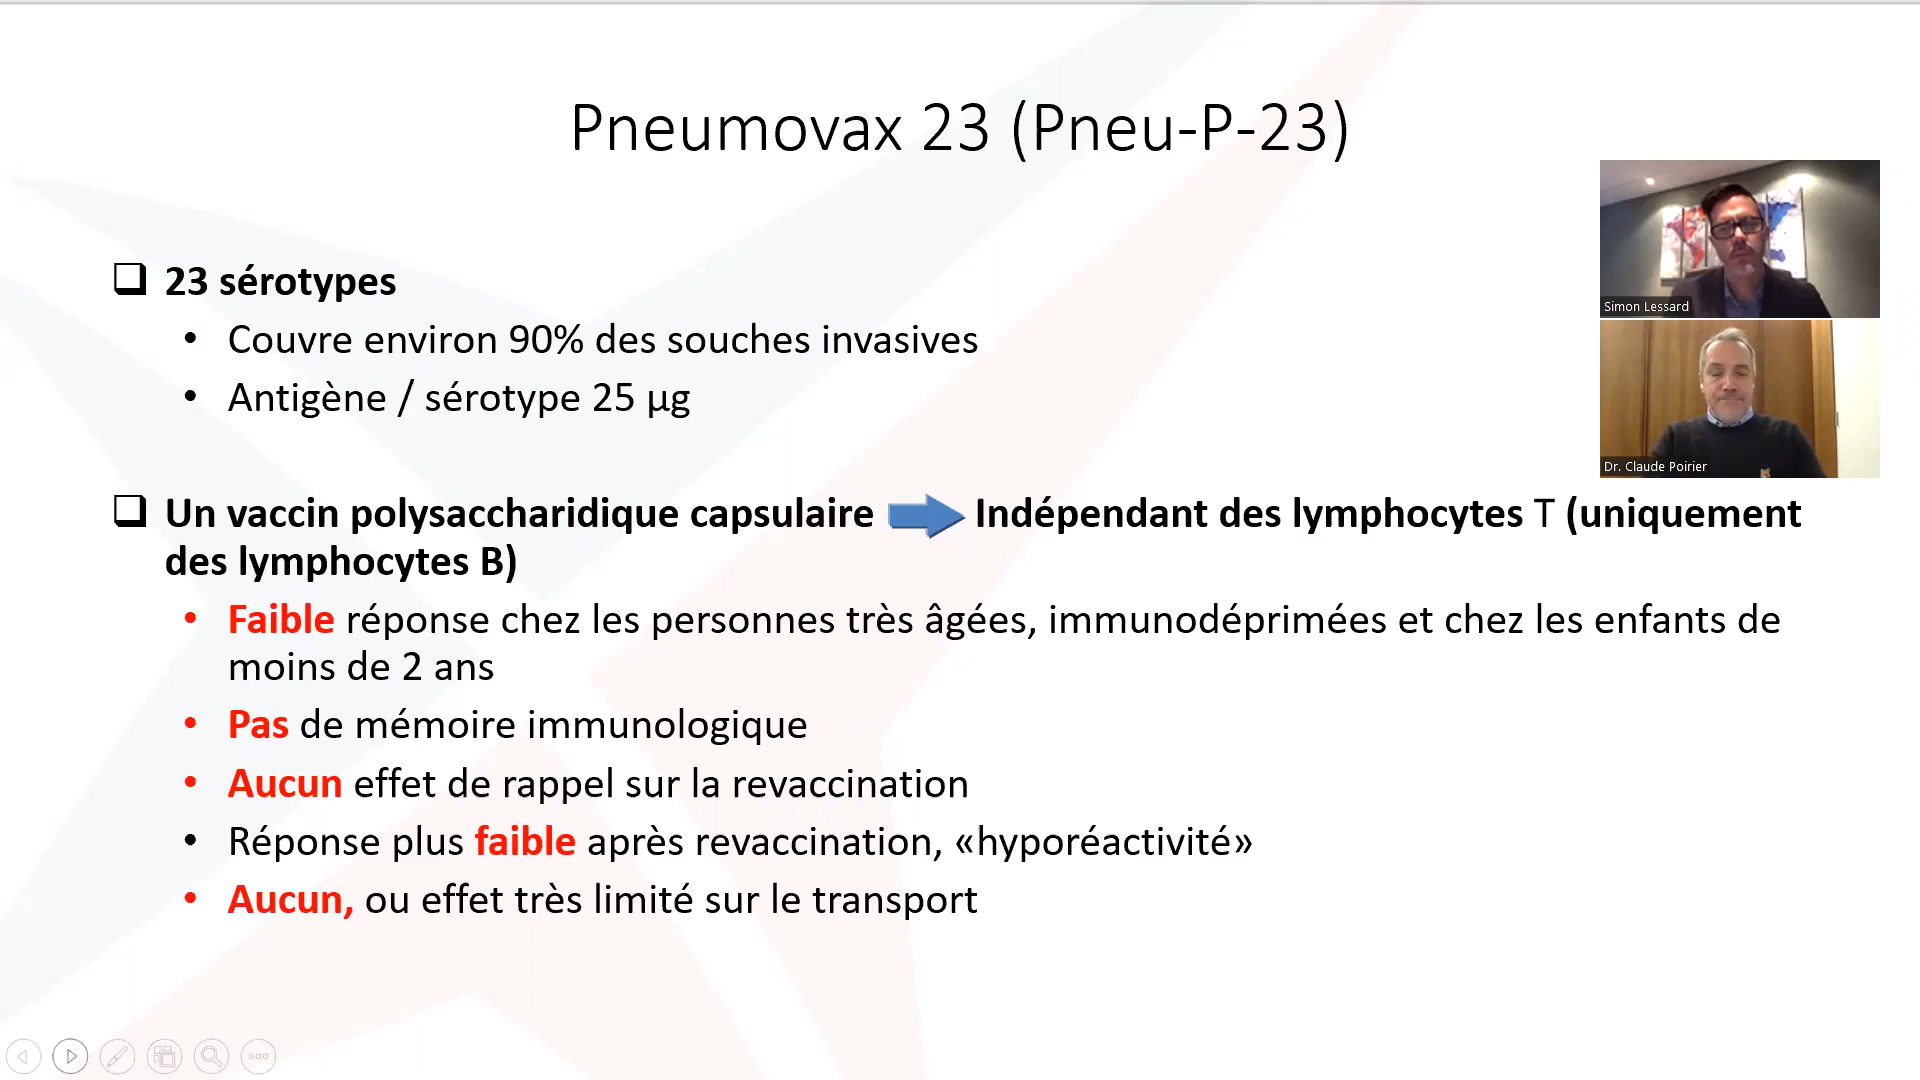 Pneumovax 23 (Pneu-P-23)
Simon Lessard
Dr. Claude Poirier
23 sérotypes
• Couvre environ 90% des souches invasives
• Antigène / sérotype 25 µg
Un vaccin polysaccharidique capsulaire Indépendant des lymphocytes T (uniquement
des lymphocytes B)
• Faible réponse chez les personnes très âgées, immunodéprimées et chez les enfants de
moins de 2 ans
• Pas de mémoire immunologique
• Aucun effet de rappel sur la revaccination
• Réponse plus faible après revaccination, «hyporéactivité»
• Aucun, ou effet très limité sur le transport